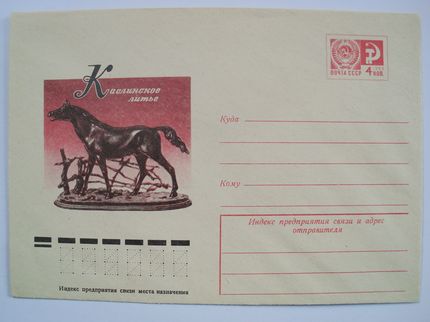 Каслинское
литье
ПОЧТА СССР
4 КОП.
Куда
Кому
Индекс предприятия связи и адрес
отправителя
Индекс предприятия связи места назначения